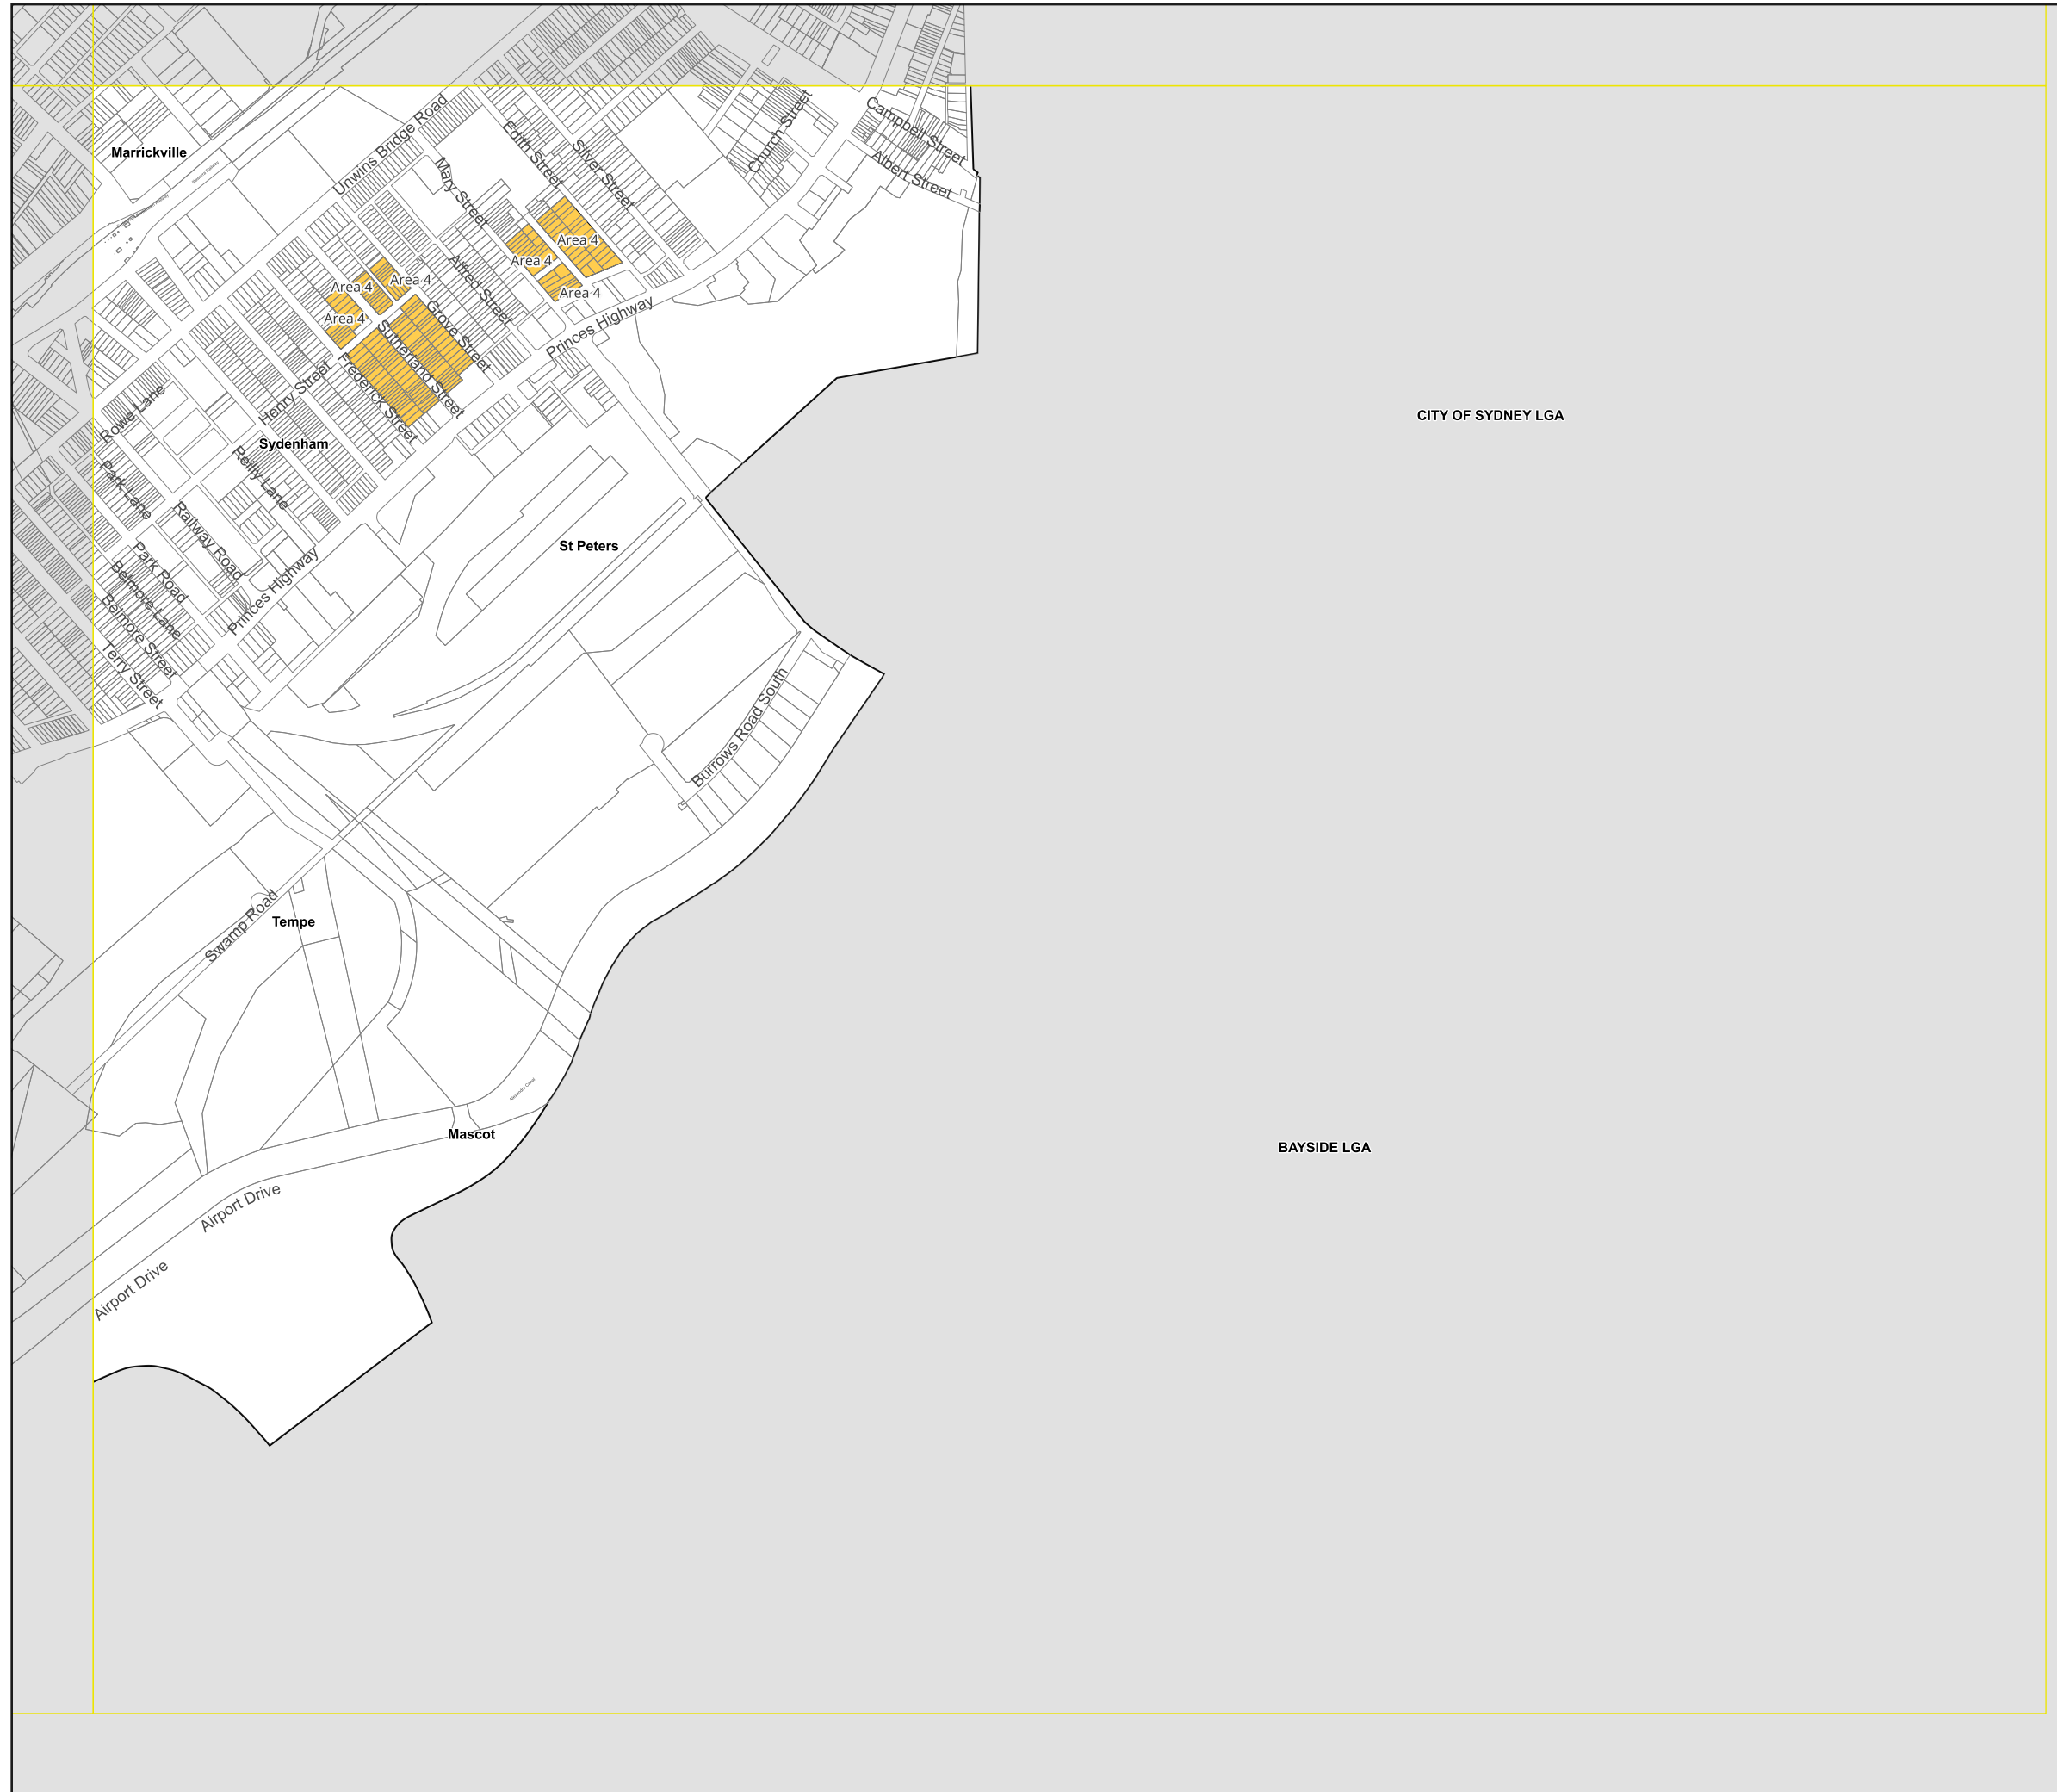 Unwins Bridge Road
Campbell Street
Church Street
Edith Street
Silver Street
Albert Street
Marrickville
Mary Street
Area 4
Area 4
Alfred Street
Area 4
Area 4
Area 4
Area 4
Grove Street
Princes Highway
Sutherland Street
Frederick Street
Henry Street
Rowe Lane
CITY OF SYDNEY LGA
Sydenham
Reilly Lane
Park Lane
Railway Road
St Peters
Park Road
Princes Highway
Belmore Lane
Belmore Street
Terry Street
Burrows Road South
Swamp Road
Tempe
Alexandra Canal
Mascot
BAYSIDE LGA
Airport Drive
Airport Drive